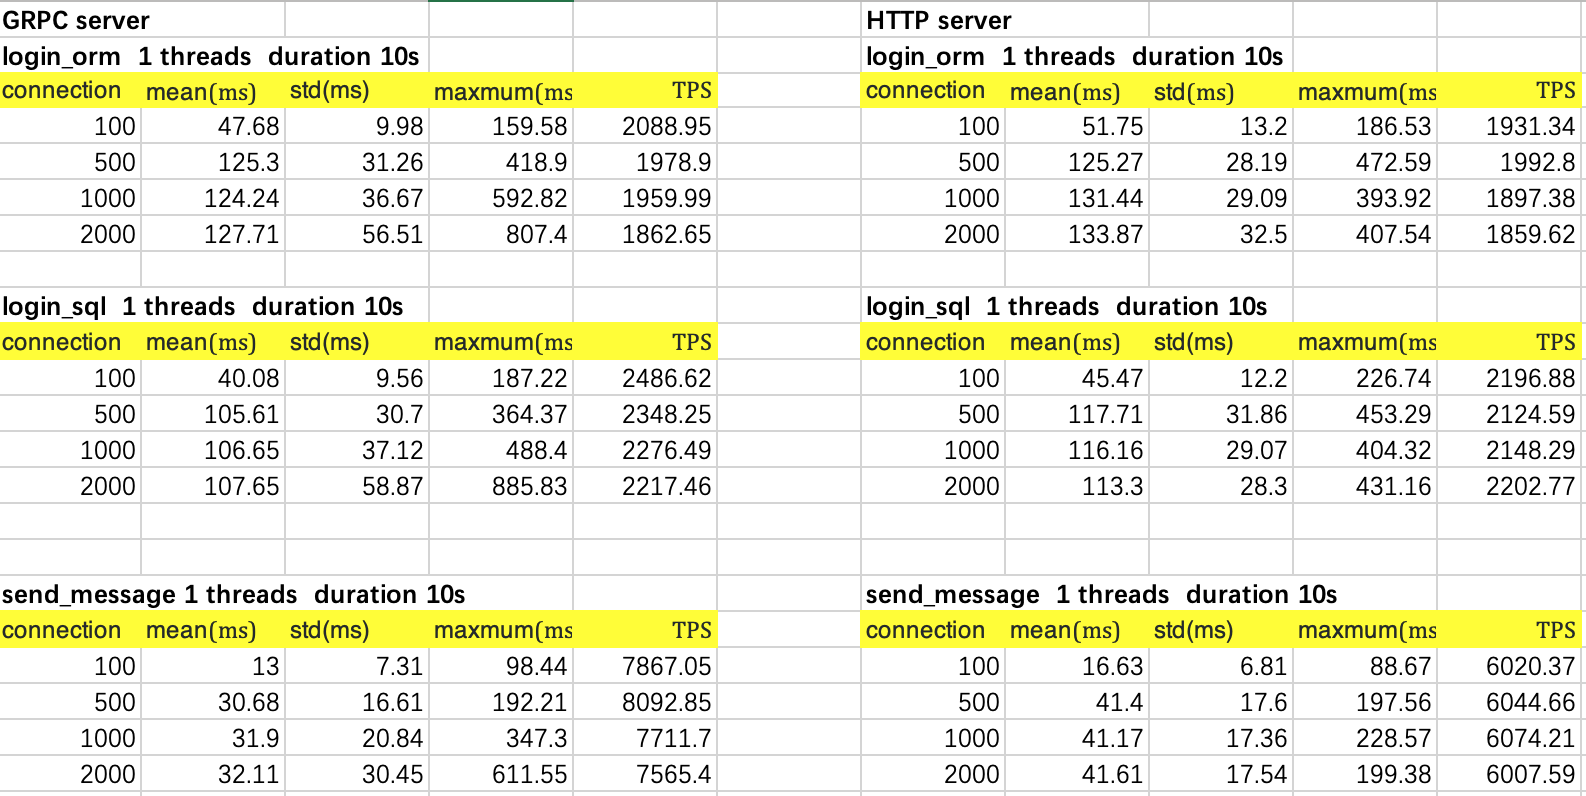 GRPC server HTTP server
login_orm 1 threads duration 10s login_orm 1 threads duration 10s
connection mean(ms) std(ms) maxmum(ms TPS connection mean(ms) std(ms) maxmum(ms TPS
100 47.68 9.98 159.58 2088.95 100 51.75 13.2 186.53 1931.34
500 125.3 31.26 418.9 1978.9 500 125.27 28.19 472.59 1992.8
1000 124.24 36.67 592.82 1959.99 1000 131.44 29.09 393.92 1897.38
2000 127.71 56.51 807.4 1862.65 2000 133.87 32.5 407.54 1859.62
login_sql 1 threads duration 10s login_sql 1 threads duration 10s
connection mean(ms) std(ms) maxmum(ms TPS connection mean(ms) std(ms) maxmum(ms TPS
100 40.08 9.56 187.22 2486.62 100 45.47 12.2 226.74 2196.88
500 105.61 30.7 364.37 2348.25 500 117.71 31.86 453.29 2124.59
1000 106.65 37.12 488.4 2276.49 1000 116.16 29.07 404.32 2148.29
2000 107.65 58.87 885.83 2217.46 2000 113.3 28.3 431.16 2202.77
send_message 1 threads duration 10s send_message 1 threads duration 10s
connection mean(ms) std(ms) maxmum(ms TPS connection mean(ms) std(ms) maxmum(ms TPS
100 13 7.31 98.44 7867.05 100 16.63 6.81 88.67 6020.37
500 30.68 16.61 192.21 8092.85 500 41.4 17.6 197.56 6044.66
1000 31.9 20.84 347.3 7711.7 1000 41.17 17.36 228.57 6074.21
2000 32.11 30.45 611.55 7565.4 2000 41.61 17.54 199.38 6007.59